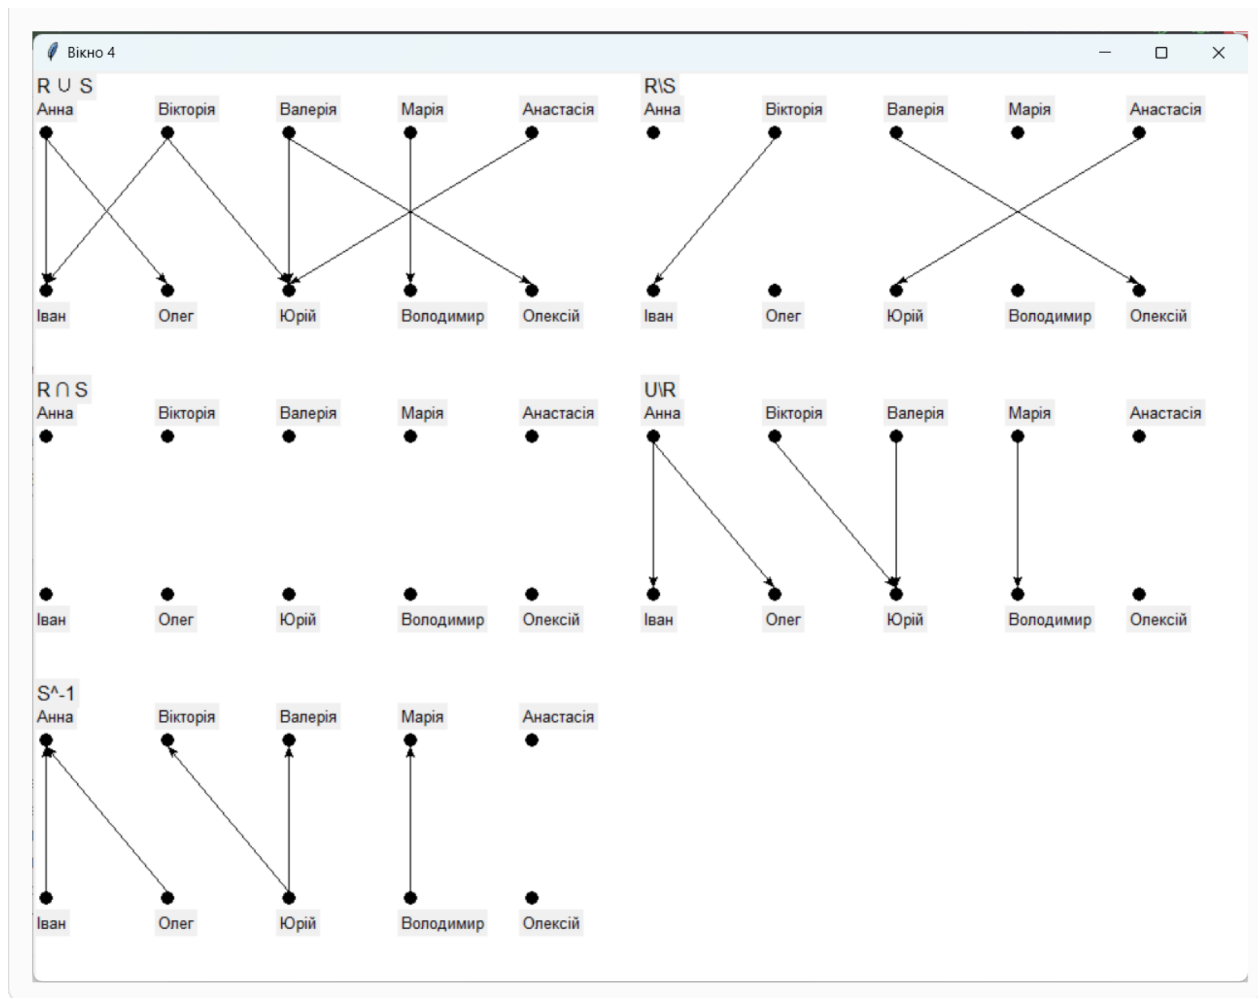 Вікно 4
R ∪ S
Анна Вікторія Валерія Марія Анастасія
Іван Олег Юрій Володимир Олексій
R\S
Анна Вікторія Валерія Марія Анастасія
Іван Олег Юрій Володимир Олексій
R ∩ S
Анна Вікторія Валерія Марія Анастасія
Іван Олег Юрій Володимир Олексій
U\R
Анна Вікторія Валерія Марія Анастасія
Іван Олег Юрій Володимир Олексій
S^-1
Анна Вікторія Валерія Марія Анастасія
Іван Олег Юрій Володимир Олексій